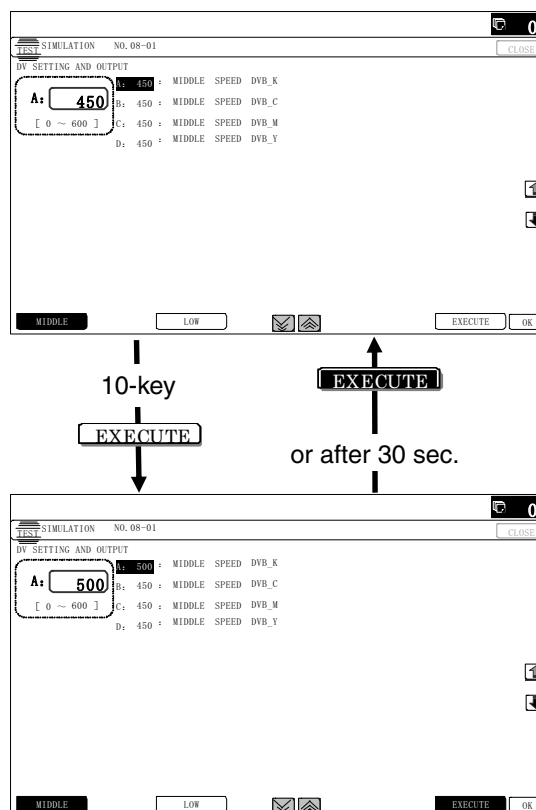 0
TEST SIMULATION NO.08-01
CLOSE
DV SETTING AND OUTPUT
A: 450
[ 0 ~ 600 ]
A: 450 : MIDDLE SPEED DVB_K
B: 450 : MIDDLE SPEED DVB_C
C: 450 : MIDDLE SPEED DVB_M
D: 450 : MIDDLE SPEED DVB_Y
MIDDLE LOW EXECUTE OK
10-key
EXECUTE
EXECUTE
or after 30 sec.
0
TEST SIMULATION NO.08-01
CLOSE
DV SETTING AND OUTPUT
A: 500
[ 0 ~ 600 ]
A: 500 : MIDDLE SPEED DVB_K
B: 450 : MIDDLE SPEED DVB_C
C: 450 : MIDDLE SPEED DVB_M
D: 450 : MIDDLE SPEED DVB_Y
MIDDLE LOW EXECUTE OK